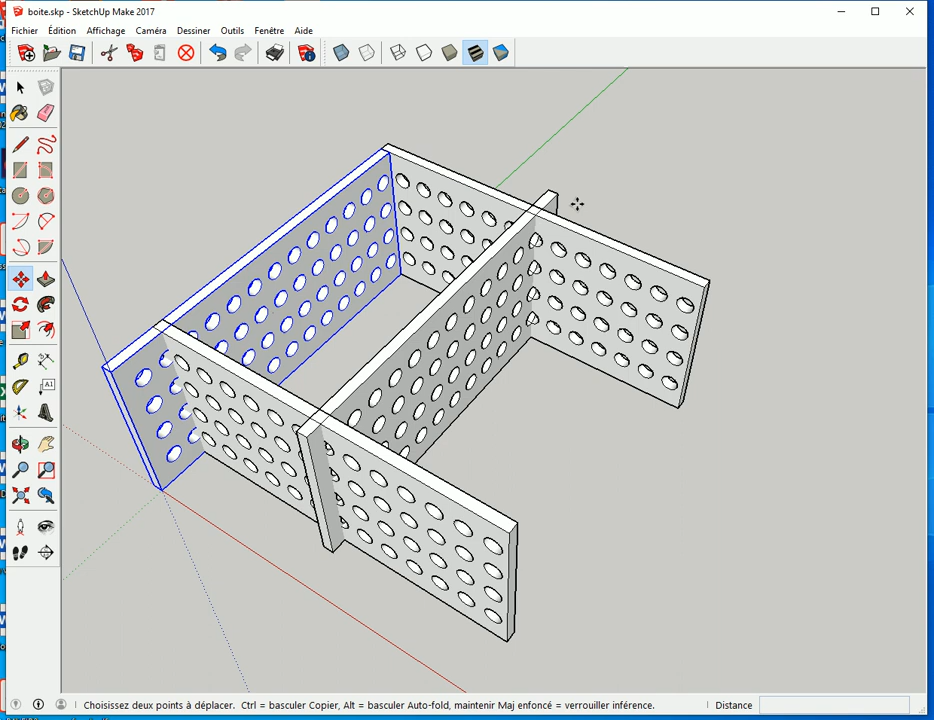 boite.skp - SketchUp Make 2017
Fichier Édition Affichage Caméra Dessiner Outils Fenêtre Aide
A1
Choisissez deux points à déplacer. Ctrl = basculer Copier, Alt = basculer Auto-fold, maintenir Maj enfoncé = verrouiller inférence. Distance